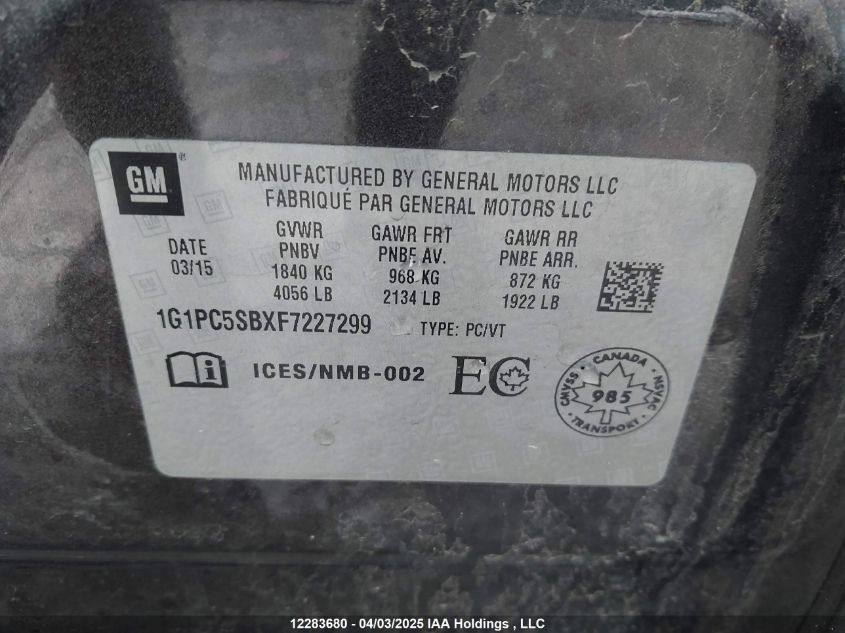 GM ®
MANUFACTURED BY GENERAL MOTORS LLC
FABRIQUÉ PAR GENERAL MOTORS LLC
DATE
03/15
GVWR
PNBV
1840 KG
4056 LB
GAWR FRT
PNBE AV.
968 KG
2134 LB
GAWR RR
PNBE ARR.
872 KG
1922 LB
1G1PC5SBXF7227299
TYPE: PC/VT
ICES/NMB-002
EC
CANADA
CMVSS
985
NSVAC
TRANSPORT
12283680 - 04/03/2025 IAA Holdings , LLC